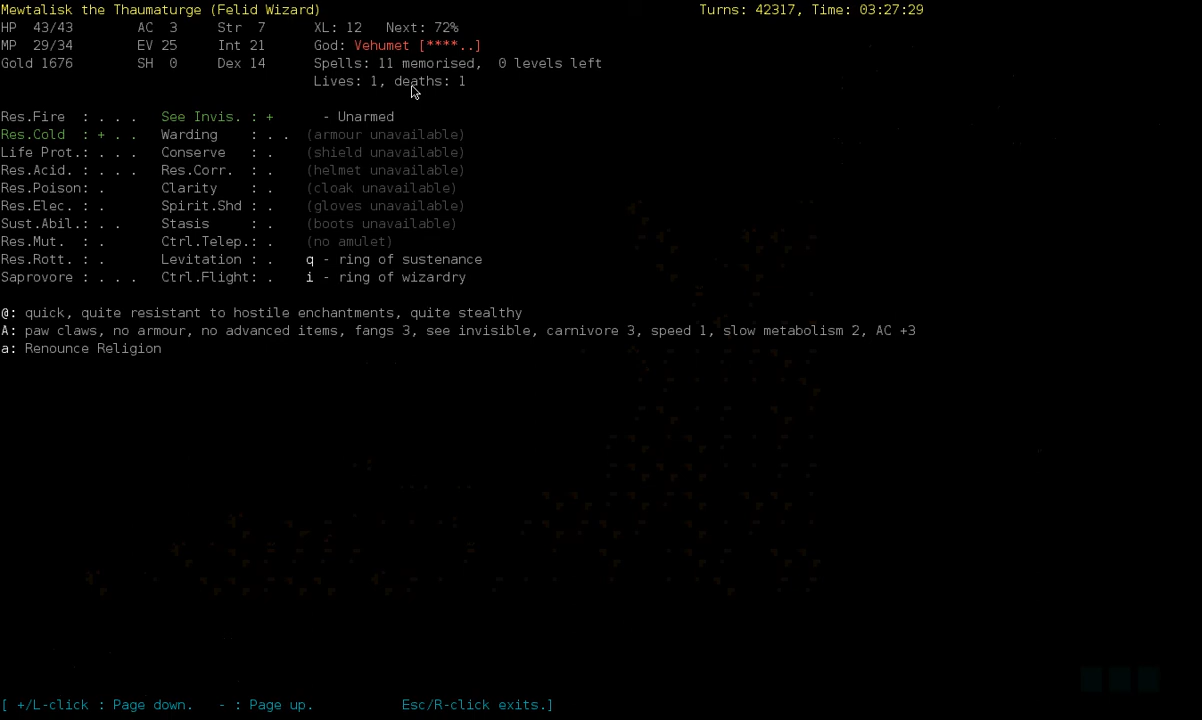 Mewtalisk the Thaumaturge (Felid Wizard) Turns: 42317, Time: 03:27:29
HP 43/43 AC 3 Str 7 XL: 12 Next: 72%
MP 29/34 EV 25 Int 21 God: Vehumet [****..]
Gold 1676 SH 0 Dex 14 Spells: 11 memorised, 0 levels left
Lives: 1, deaths: 1
Res.Fire : . . . See Invis. : + - Unarmed
Res.Cold : + . . Warding : . . (armour unavailable)
Life Prot.: . . . Conserve : . (shield unavailable)
Res.Acid. : . . . Res.Corr. : . (helmet unavailable)
Res.Poison: . Clarity : . (cloak unavailable)
Res.Elec. : . Spirit.Shd : . (gloves unavailable)
Sust.Abil.: . . Stasis : . (boots unavailable)
Res.Mut. : . Ctrl.Telep.: . (no amulet)
Res.Rott. : . Levitation : . q - ring of sustenance
Saprovore : . . . Ctrl.Flight: . i - ring of wizardry
@: quick, quite resistant to hostile enchantments, quite stealthy
A: paw claws, no armour, no advanced items, fangs 3, see invisible, carnivore 3, speed 1, slow metabolism 2, AC +3
a: Renounce Religion
[ +/L-click : Page down. - : Page up. Esc/R-click exits.]